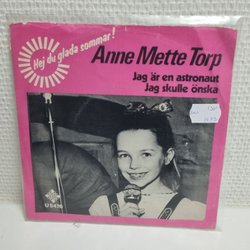 Hej du glada sommar!
Anne Mette Torp
Jag är en astronaut
Jag skulle önska